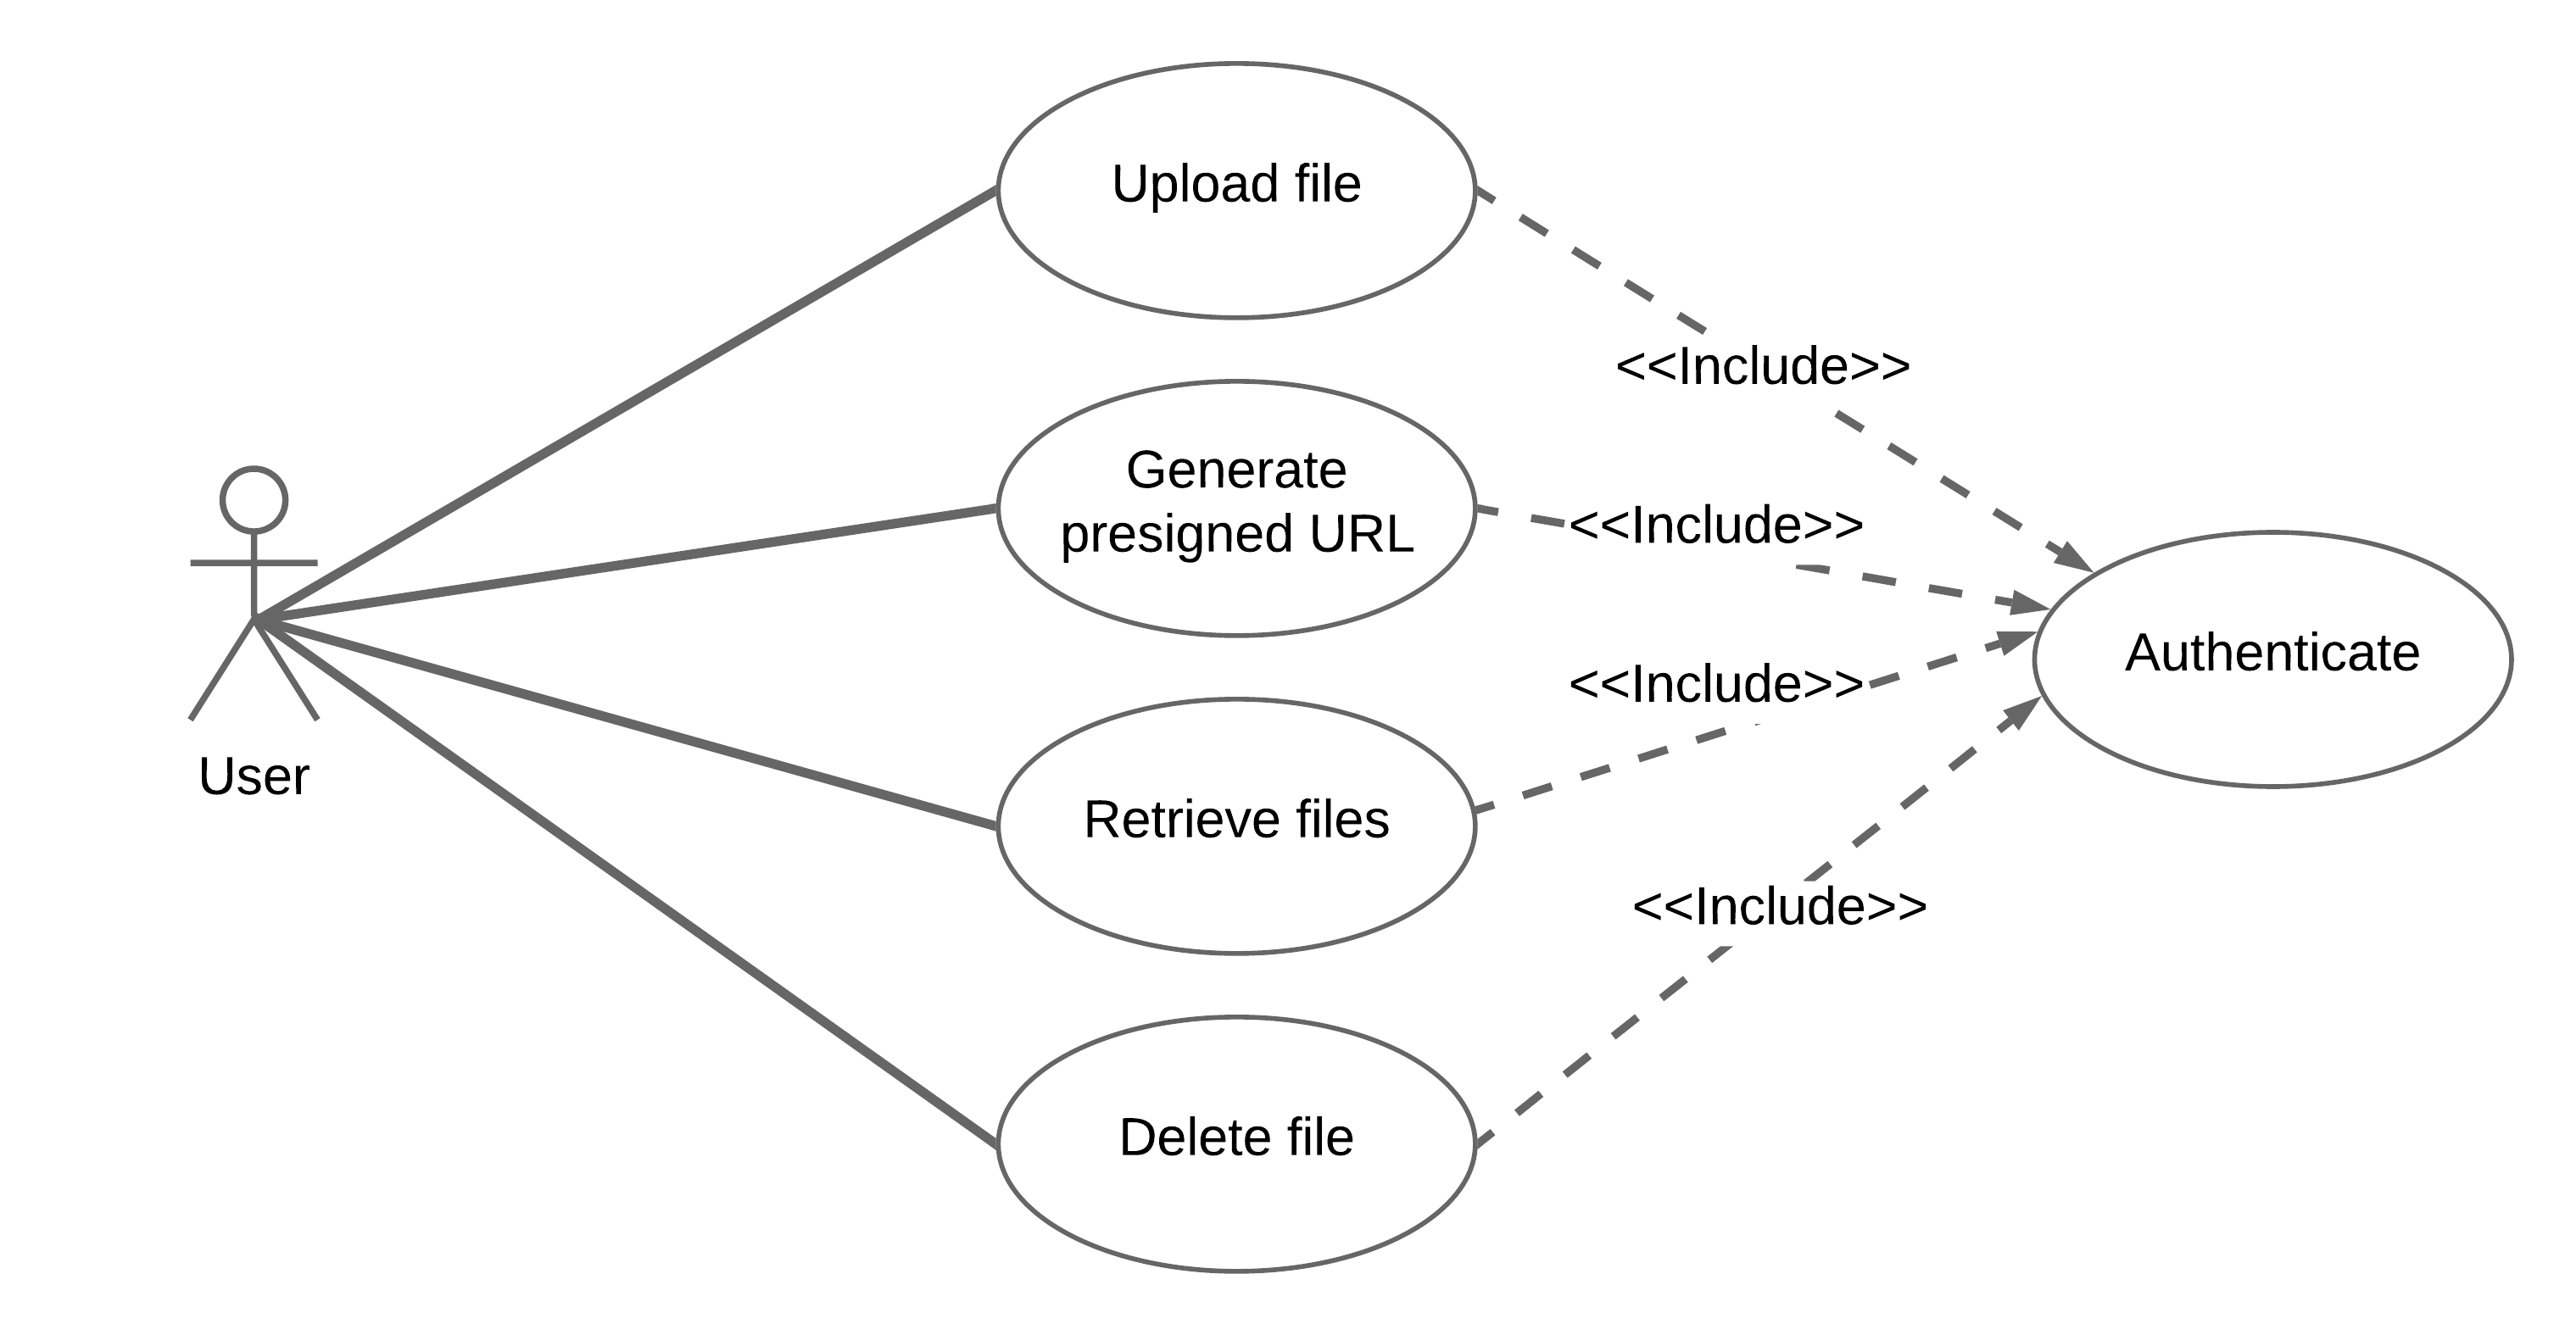 Upload file
<<Include>>
Generate
presigned URL
<<Include>>
Authenticate
<<Include>>
User
Retrieve files
<<Include>>
Delete file